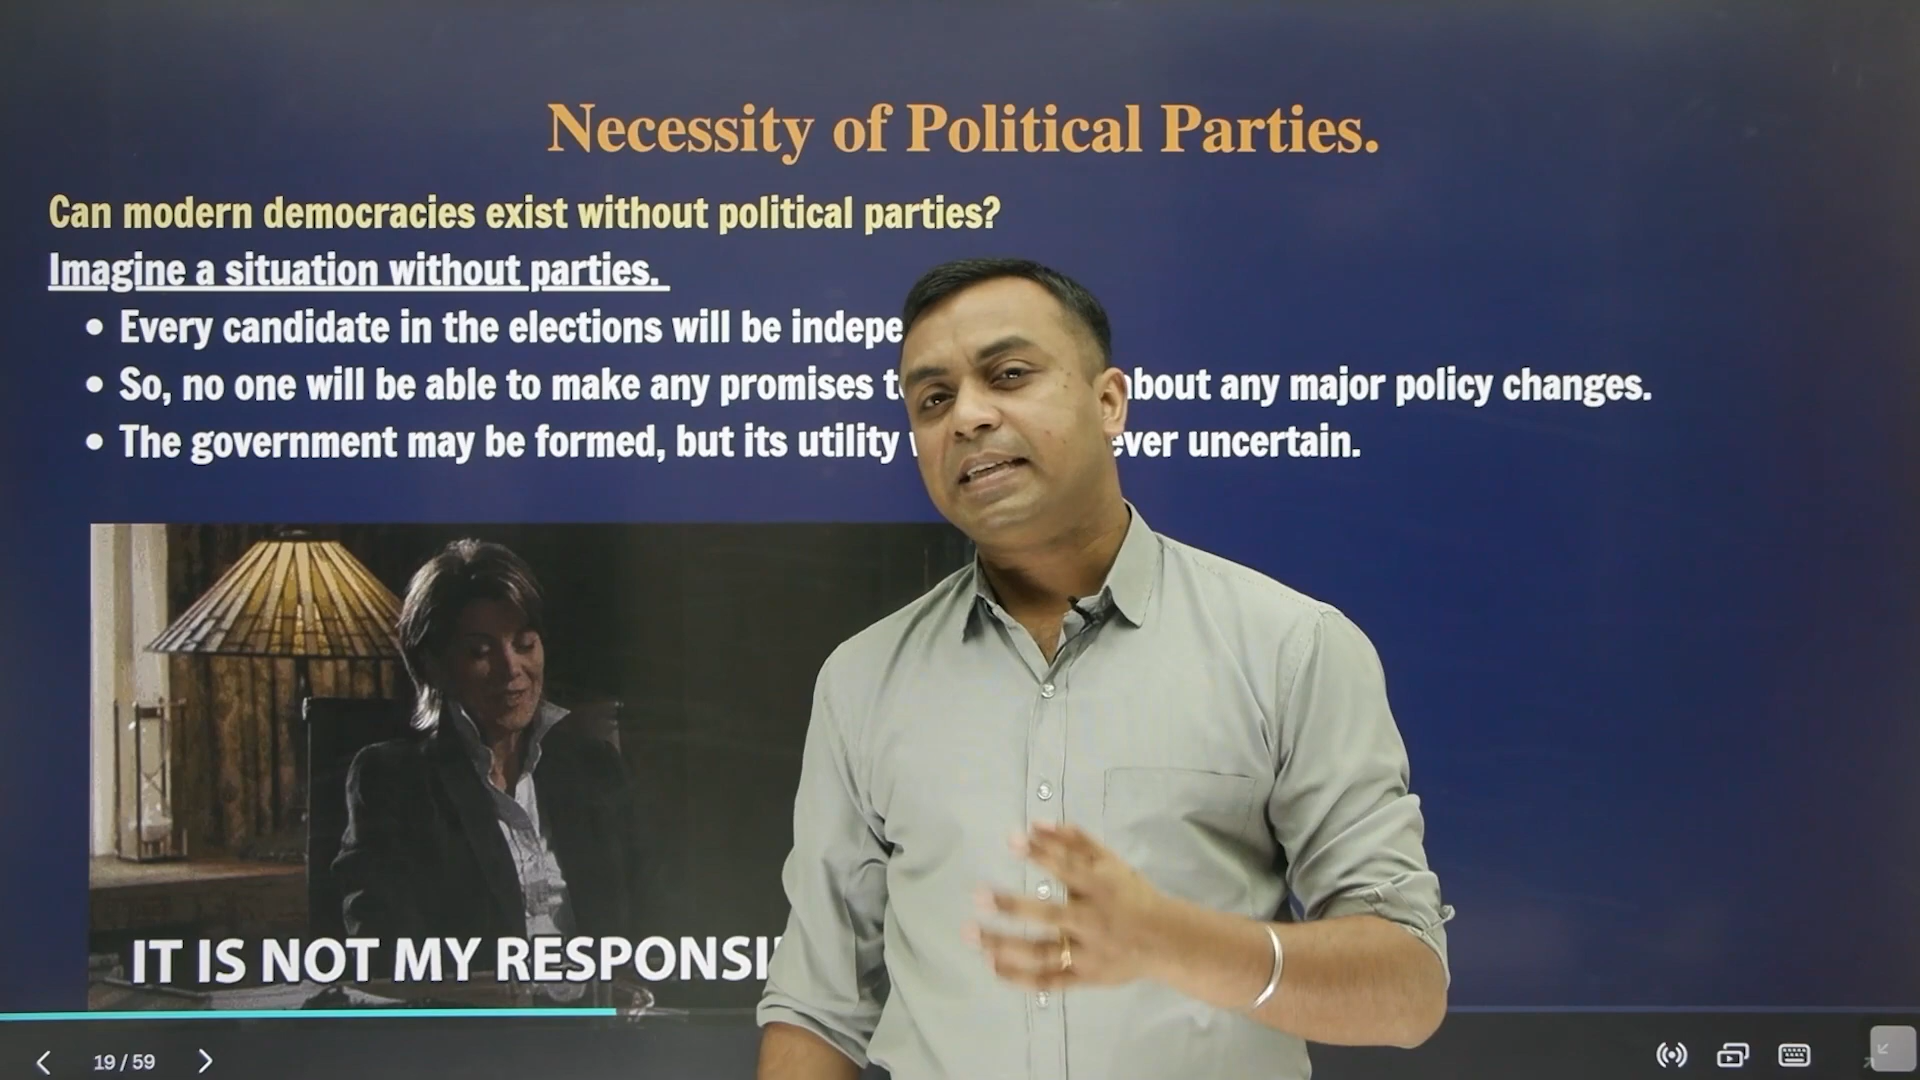 Necessity of Political Parties.
Can modern democracies exist without political parties?
Imagine a situation without parties.
• Every candidate in the elections will be indepe
• So, no one will be able to make any promises t about any major policy changes.
• The government may be formed, but its utility ever uncertain.
IT IS NOT MY RESPONSI
19 / 59